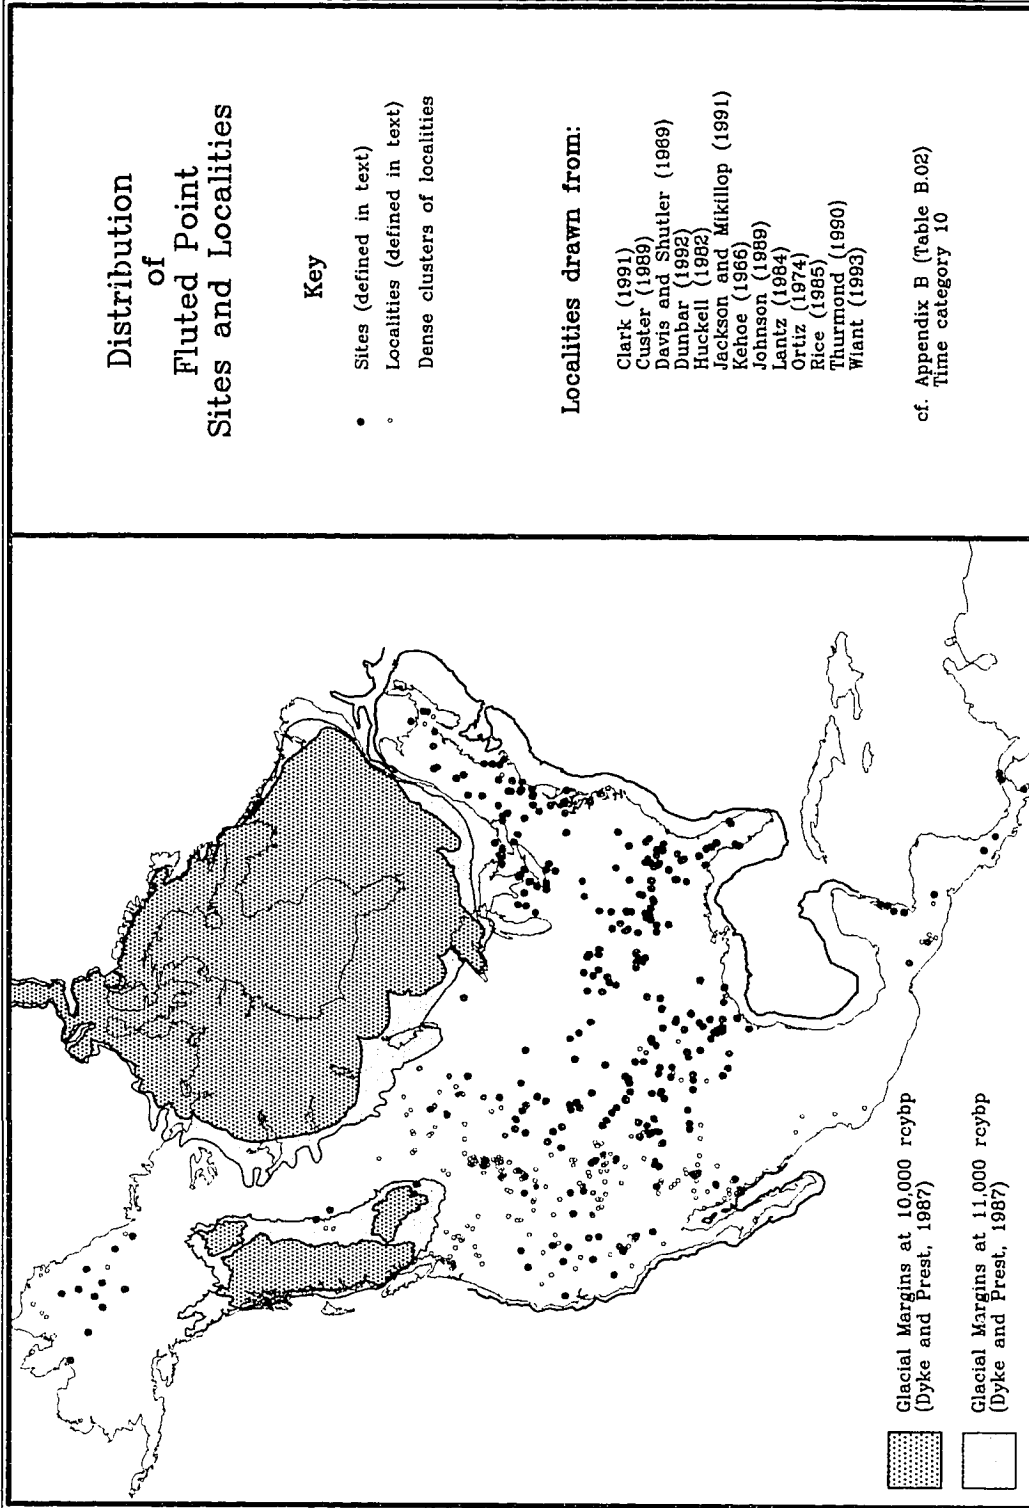 Distribution
of
Fluted Point
Sites and Localities
Key
Sites (defined in text)
Localities (defined in text)
Dense clusters of localities
Localities drawn from:
Clark (1991)
Custer (1989)
Davis and Shutler (1969)
Dunbar (1992)
Huckell (1982)
Jackson and Mikillop (1991)
Kehoe (1966)
Johnson (1989)
Lantz (1984)
Ortiz (1974)
Rice (1985)
Thurmond (1990)
Wiant (1993)
cf. Appendix B (Table B.02)
Time category 10
Glacial Margins at 10,000 rcybp
(Dyke and Prest, 1987)
Glacial Margins at 11,000 rcybp
(Dyke and Prest, 1987)